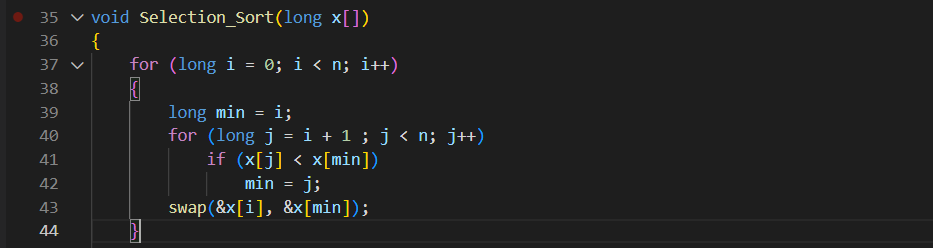 35 void Selection_Sort(long x[])
36 {
37 for (long i = 0; i < n; i++)
38 {
39 long min = i;
40 for (long j = i + 1 ; j < n; j++)
41 if (x[j] < x[min])
42 min = j;
43 swap(&x[i], &x[min]);
44 }